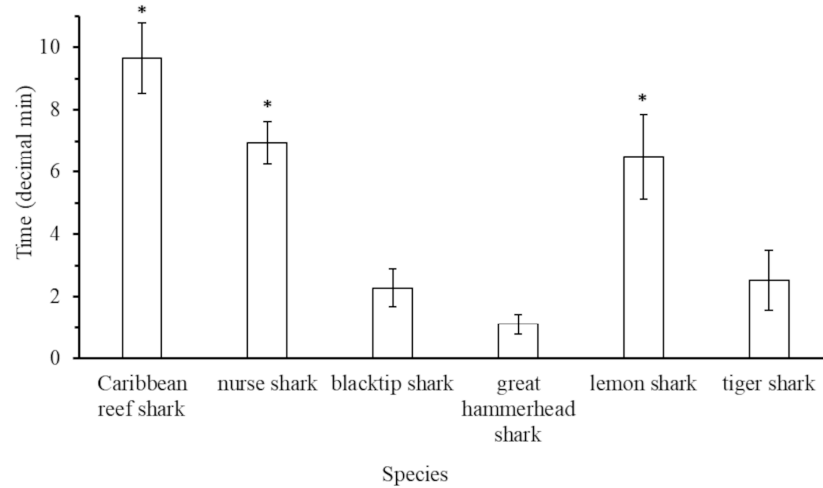 Time (decimal min)
10
8
6
4
2
0
*
*
*
Caribbean
reef shark
nurse shark
blacktip shark
great
hammerhead
shark
lemon shark
tiger shark
Species